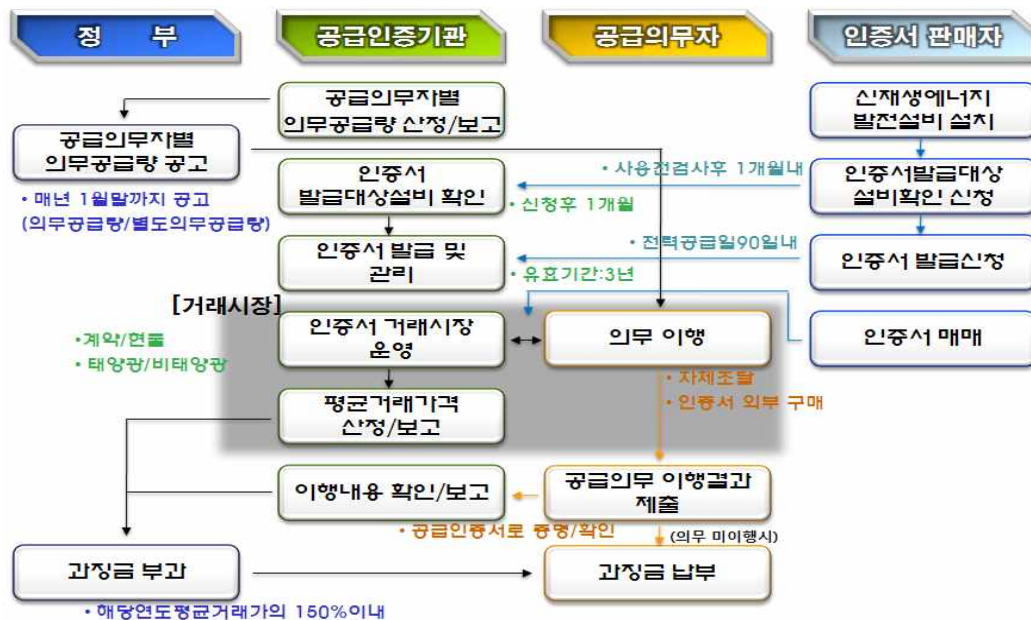 정 부
공급인증기관
공급의무자
인증서 판매자
공급의무자별
의무공급량 산정/보고
신재생에너지
발전설비 설치
공급의무자별
의무공급량 공고
• 매년 1월말까지 공고
(의무공급량/별도의무공급량)
인증서
발급대상설비 확인
• 사용전검사후 1개월내
• 신청후 1개월
인증서발급대상
설비확인 신청
인증서 발급 및
관리
• 전력공급일90일내
• 유효기간:3년
인증서 발급신청
[거래시장]
• 계약/현물
• 태양광/비태양광
인증서 거래시장
운영
의무 이행
인증서 매매
• 자체조달
• 인증서 외부 구매
평균거래가격
산정/보고
이행내용 확인/보고
공급의무 이행결과
제출
• 공급인증서로 증명/확인
(의무 미이행시)
과징금 부과
과징금 납부
• 해당연도평균거래가의 150%이내